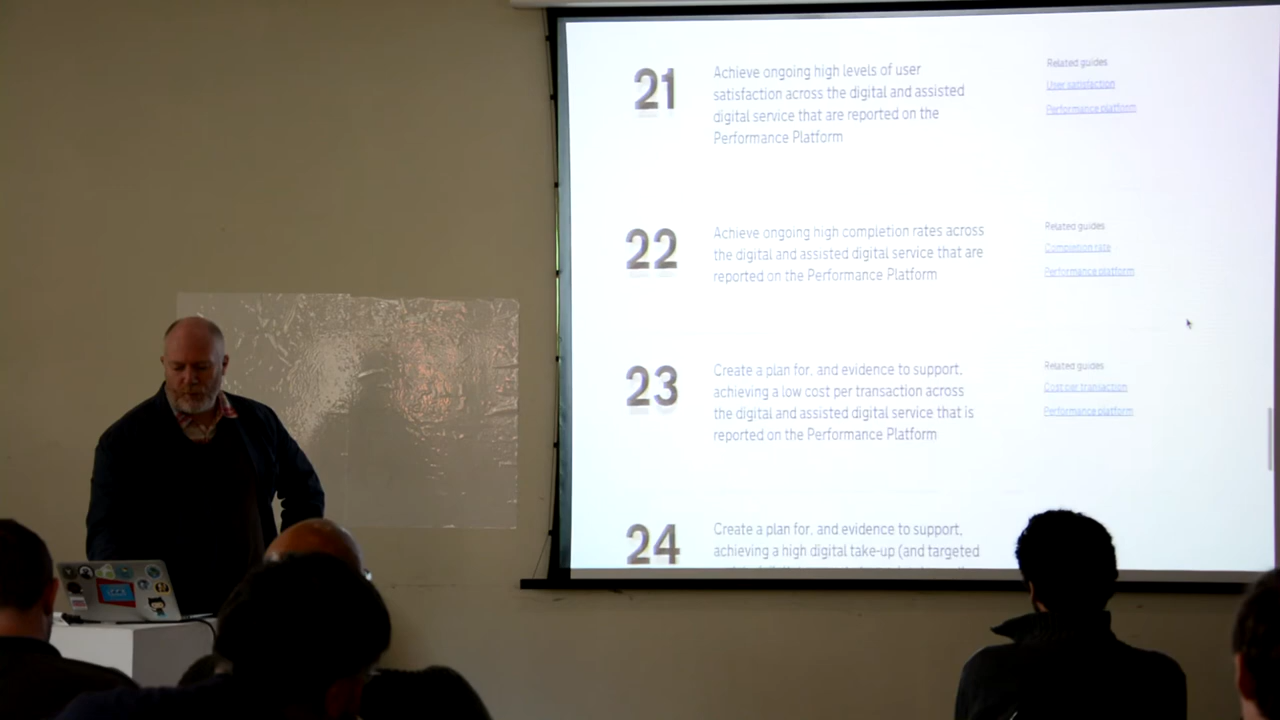 21
Achieve ongoing high levels of user
satisfaction across the digital and assisted
digital service that are reported on the
Performance Platform
Related guides
User satisfaction
Performance platform
22
Achieve ongoing high completion rates across
the digital and assisted digital service that are
reported on the Performance Platform
Related guides
Completion rate
Performance platform
23
Create a plan for, and evidence to support,
achieving a low cost per transaction across
the digital and assisted digital service that is
reported on the Performance Platform
Related guides
Cost per transaction
Performance platform
24
Create a plan for, and evidence to support,
achieving a high digital take-up (and targeted